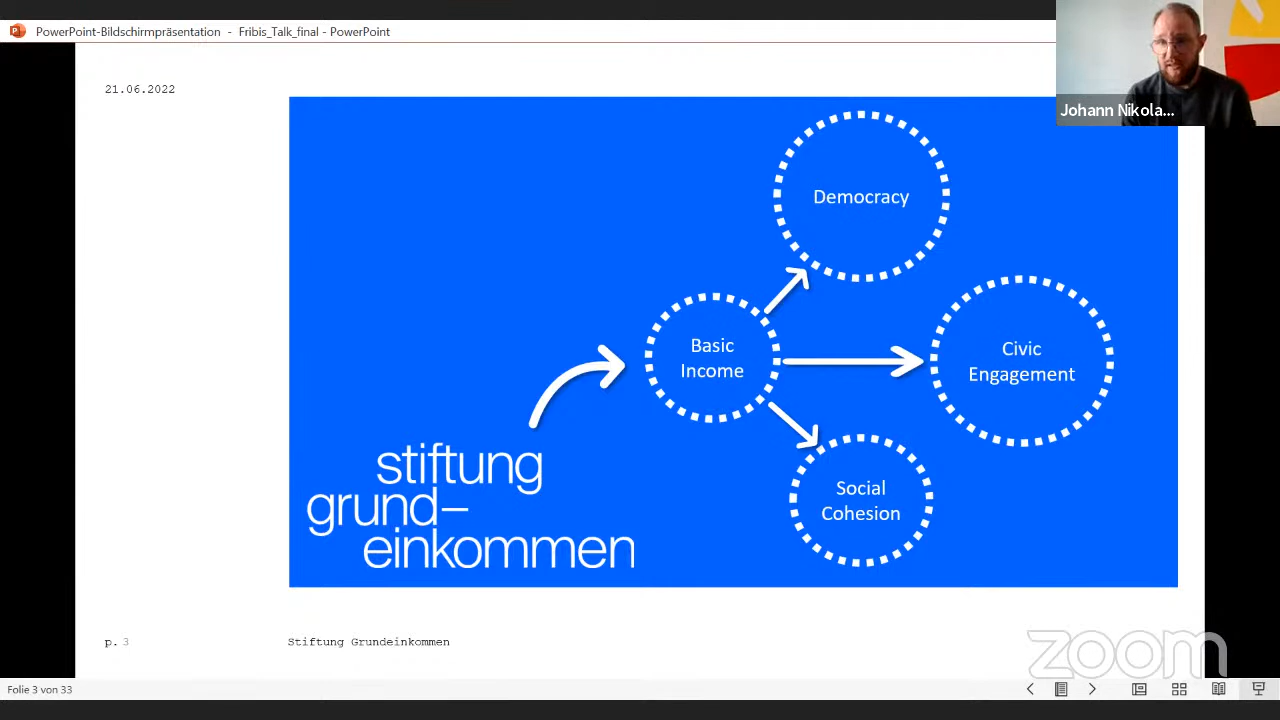 PowerPoint-Bildschirmpräsentation - Fribis_Talk_final - PowerPoint
Johann Nikola...
21.06.2022
Democracy
Basic
Income
Civic
Engagement
Social
Cohesion
stiftung
grund–
einkommen
p. 3
Stiftung Grundeinkommen
zoom
Folie 3 von 33